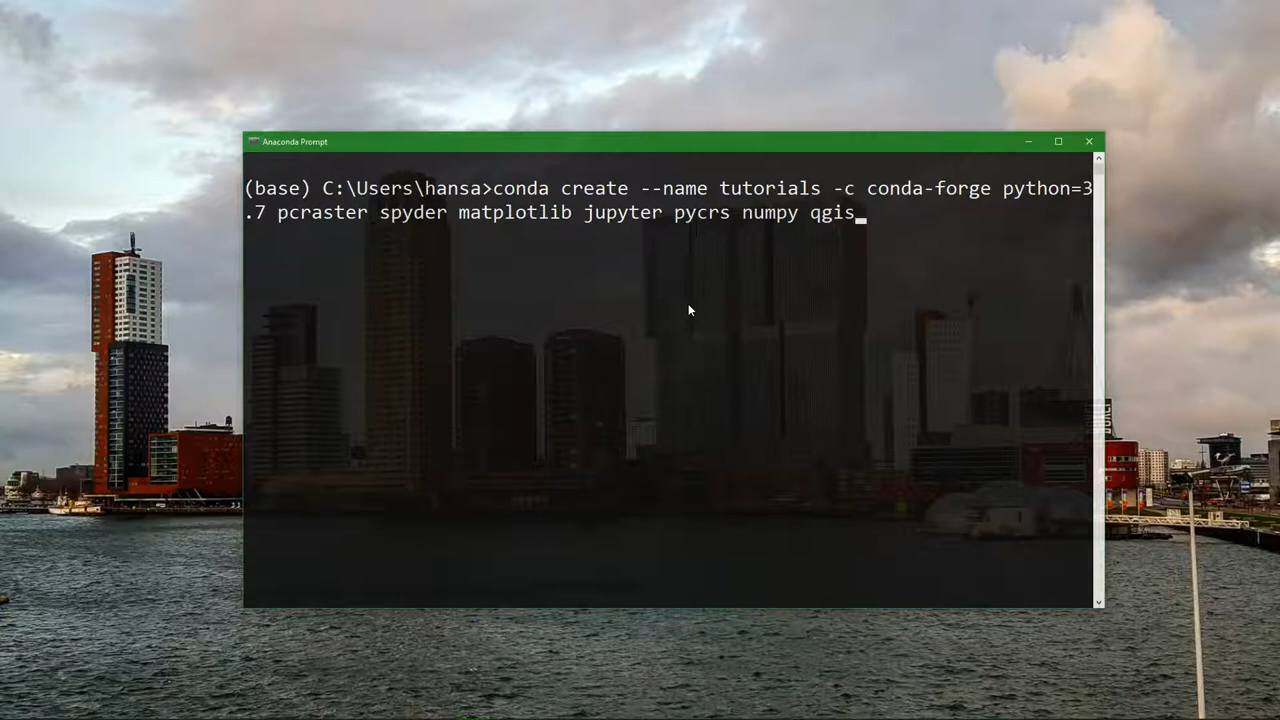 Anaconda Prompt
(base) C:\Users\hansa>conda create --name tutorials -c conda-forge python=3
.7 pcraster spyder matplotlib jupyter pycrs numpy qgis